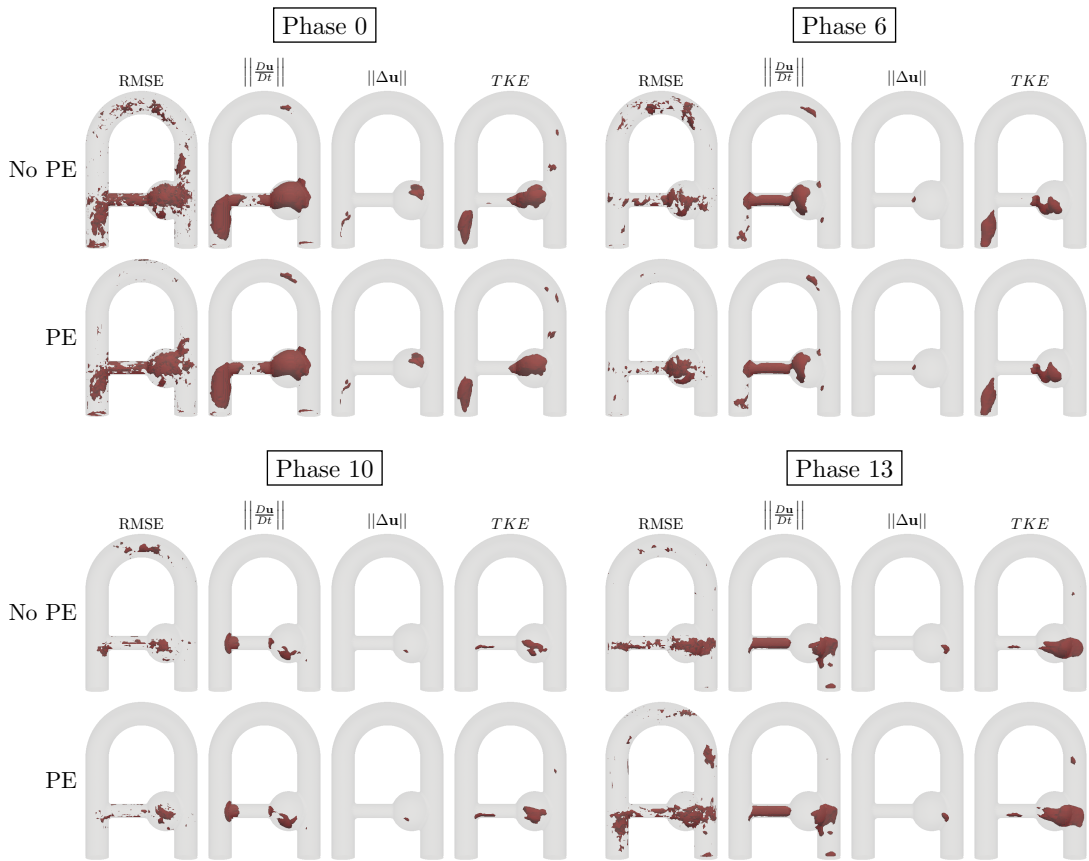 Phase 0 Phase 6
RMSE ||Du/Dt|| ||Δu|| TKE RMSE ||Du/Dt|| ||Δu|| TKE
No PE
PE
Phase 10 Phase 13
RMSE ||Du/Dt|| ||Δu|| TKE RMSE ||Du/Dt|| ||Δu|| TKE
No PE
PE